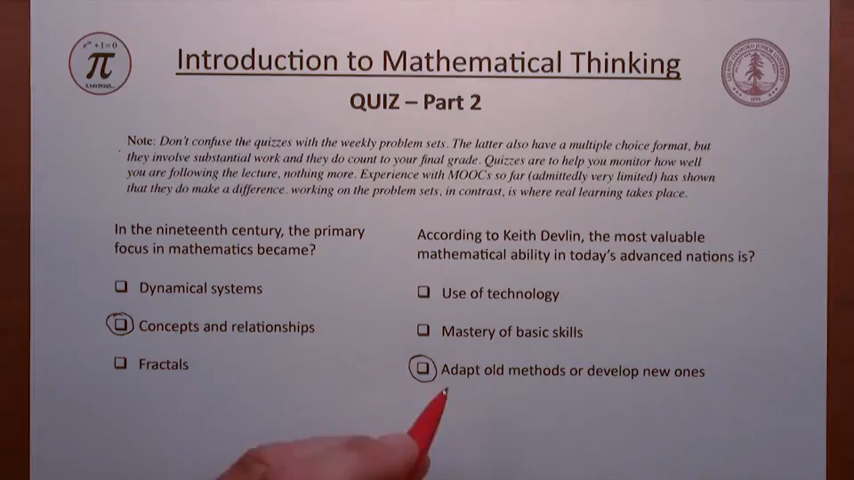 e^iπ + 1 = 0
π
3.14159265...
Introduction to Mathematical Thinking
QUIZ – Part 2
Note: Don't confuse the quizzes with the weekly problem sets. The latter also have a multiple choice format, but
they involve substantial work and they do count to your final grade. Quizzes are to help you monitor how well
you are following the lecture, nothing more. Experience with MOOCs so far (admittedly very limited) has shown
that they do make a difference. working on the problem sets, in contrast, is where real learning takes place.
In the nineteenth century, the primary
focus in mathematics became?
Dynamical systems
Concepts and relationships
Fractals
According to Keith Devlin, the most valuable
mathematical ability in today's advanced nations is?
Use of technology
Mastery of basic skills
Adapt old methods or develop new ones